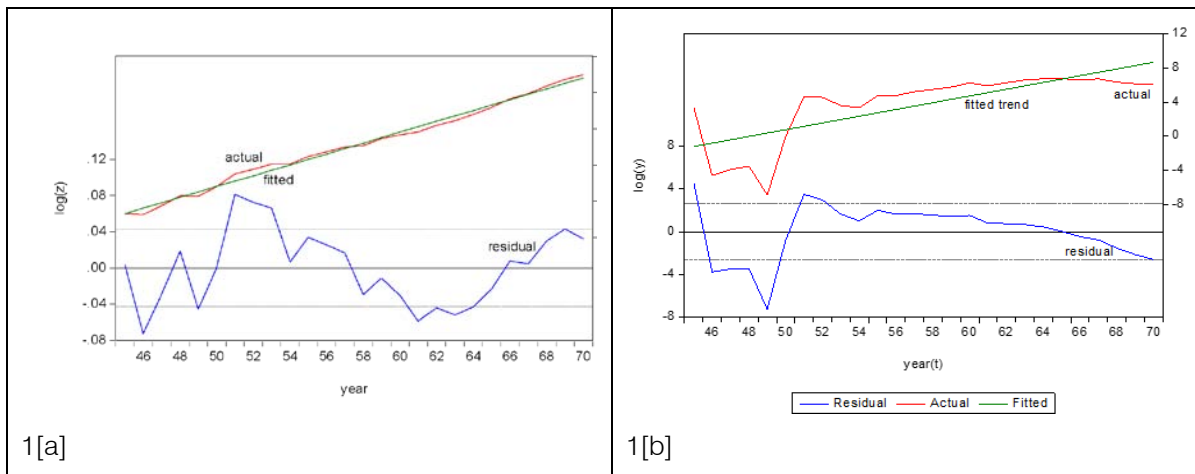 .12
.08
.04
.00
-.04
-.08
log(z)
actual
fitted
residual
46 48 50 52 54 56 58 60 62 64 66 68 70
year
1[a]
12
8
4
0
-4
-8
8
4
0
-4
-8
log(y)
actual
fitted trend
residual
46 48 50 52 54 56 58 60 62 64 66 68 70
year(t)
Residual Actual Fitted
1[b]